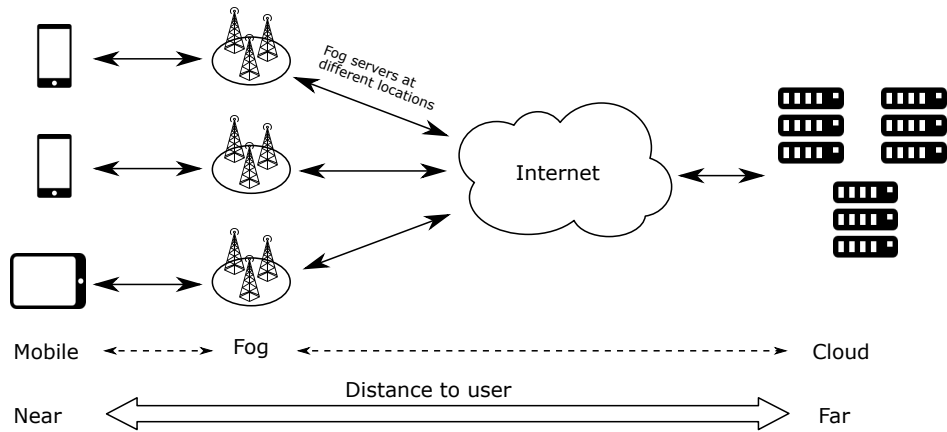 Fog servers at
different locations
Internet
Mobile
Fog
Cloud
Distance to user
Near
Far